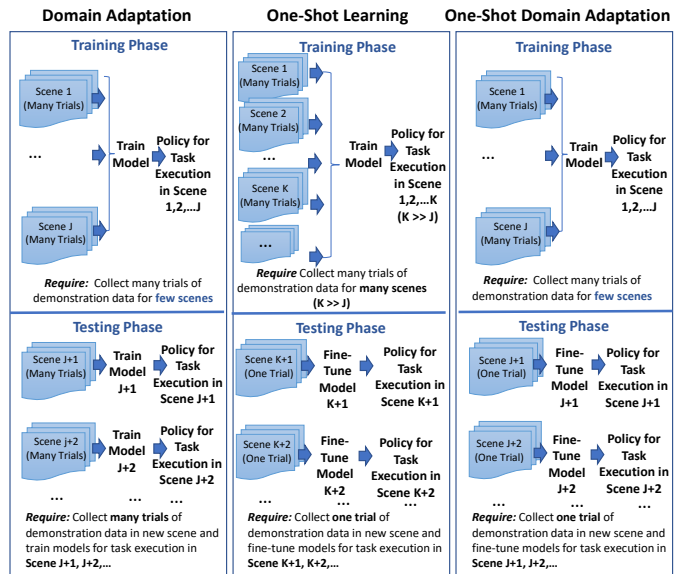 Domain Adaptation
Training Phase
Scene 1
(Many Trials)
...
Scene J
(Many Trials)
Train
Model
Policy for
Task
Execution
in Scene
1,2,...J
Require: Collect many trials of
demonstration data for few scenes
Testing Phase
Scene J+1
(Many Trials)
Train
Model
J+1
Policy for
Task
Execution in
Scene J+1
Scene j+2
(Many Trials)
Train
Model
J+2
Policy for
Task
Execution in
Scene J+2
... ... ...
Require: Collect many trials of
demonstration data in new scene and
train models for task execution in
Scene J+1, J+2,...
One-Shot Learning
Training Phase
Scene 1
(Many Trials)
Scene 2
(Many Trials)
...
Scene K
(Many Trials)
...
Train
Model
Policy for
Task
Execution
in Scene
1,2,...K
(K >> J)
Require Collect many trials of
demonstration data for many scenes
(K >> J)
Testing Phase
Scene K+1
(One Trial)
Fine-
Tune
Model
K+1
Policy for
Task
Execution in
Scene K+1
Scene K+2
(One Trial)
Fine-
Tune
Model
K+2
Policy for
Task
Execution in
Scene K+2
... ... ...
Require: Collect one trial of
demonstration data in new scene and
fine-tune models for task execution in
Scene K+1, K+2,...
One-Shot Domain Adaptation
Training Phase
Scene 1
(Many Trials)
...
Scene J
(Many Trials)
Train
Model
Policy for
Task
Execution
in Scene
1,2,...J
Require: Collect many trials of
demonstration data for few scenes
Testing Phase
Scene J+1
(One Trial)
Fine-
Tune
Model
J+1
Policy for
Task
Execution in
Scene J+1
Scene J+2
(One Trial)
Fine-
Tune
Model
J+2
Policy for
Task
Execution in
Scene J+2
... ... ...
Require: Collect one trial of
demonstration data in new scene and
fine-tune models for task execution in
Scene J+1, J+2,...